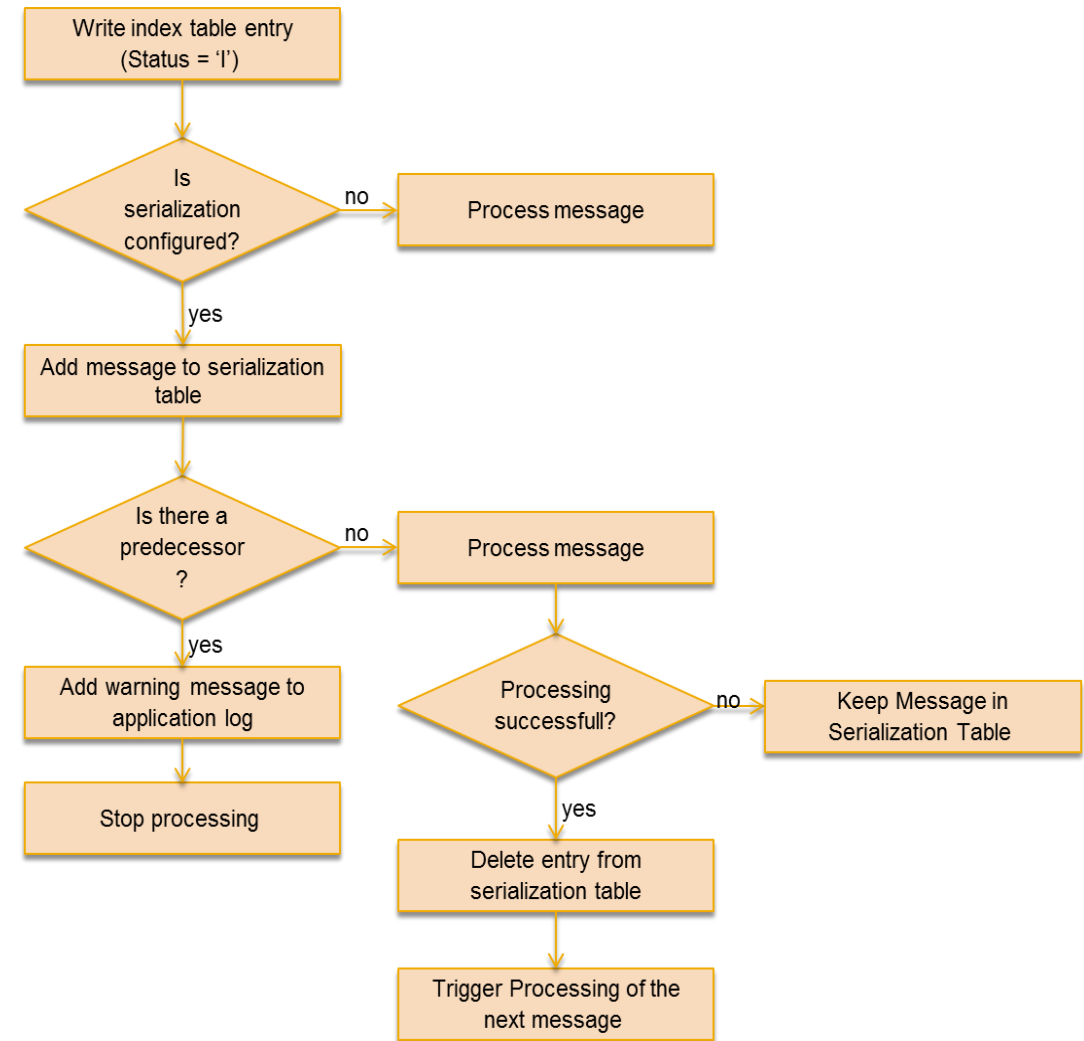 Write index table entry
(Status = ‘I’)
Is
serialization
configured?
no
Process message
yes
Add message to serialization
table
Is there a
predecessor
?
no
Process message
yes
Add warning message to
application log
Processing
successfull?
no
Keep Message in
Serialization Table
Stop processing
yes
Delete entry from
serialization table
Trigger Processing of the
next message